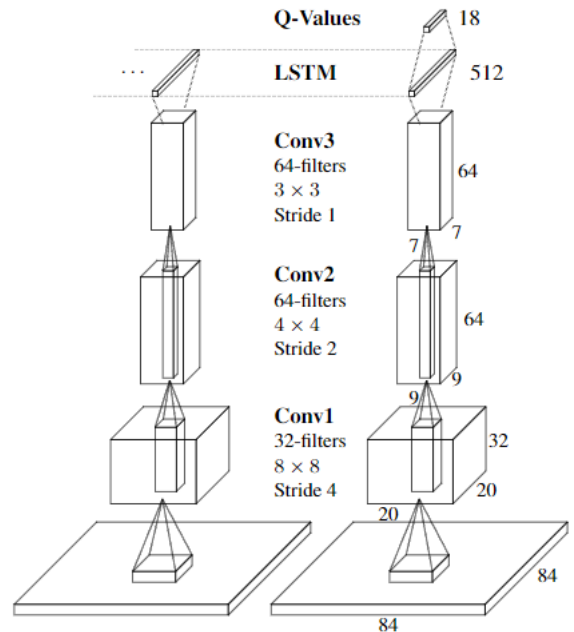 Q-Values 18
... LSTM 512
Conv3
64-filters
3 × 3
Stride 1
64
7
7
Conv2
64-filters
4 × 4
Stride 2
64
9
9
Conv1
32-filters
8 × 8
Stride 4
32
20
20
84
84